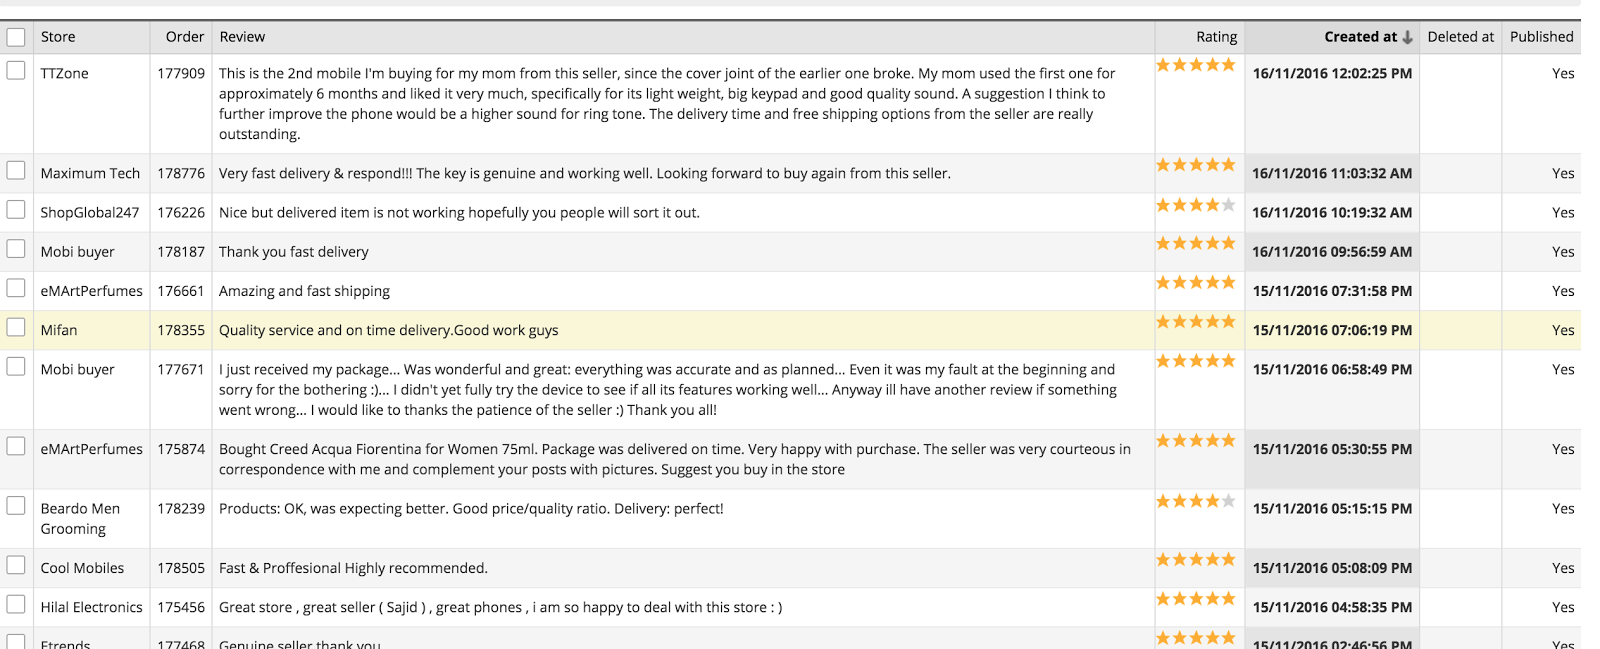 Store Order Review Rating Created at Deleted at Published
TTZone 177909 This is the 2nd mobile I'm buying for my mom from this seller, since the cover joint of the earlier one broke. My mom used the first one for 16/11/2016 12:02:25 PM Yes
approximately 6 months and liked it very much, specifically for its light weight, big keypad and good quality sound. A suggestion I think to
further improve the phone would be a higher sound for ring tone. The delivery time and free shipping options from the seller are really
outstanding.
Maximum Tech 178776 Very fast delivery & respond!!! The key is genuine and working well. Looking forward to buy again from this seller. 16/11/2016 11:03:32 AM Yes
ShopGlobal247 176226 Nice but delivered item is not working hopefully you people will sort it out. 16/11/2016 10:19:32 AM Yes
Mobi buyer 178187 Thank you fast delivery 16/11/2016 09:56:59 AM Yes
eMArtPerfumes 176661 Amazing and fast shipping 15/11/2016 07:31:58 PM Yes
Mifan 178355 Quality service and on time delivery.Good work guys 15/11/2016 07:06:19 PM Yes
Mobi buyer 177671 I just received my package... Was wonderful and great: everything was accurate and as planned... Even it was my fault at the beginning and 15/11/2016 06:58:49 PM Yes
sorry for the bothering :)... I didn't yet fully try the device to see if all its features working well... Anyway ill have another review if something
went wrong... I would like to thanks the patience of the seller :) Thank you all!
eMArtPerfumes 175874 Bought Creed Acqua Fiorentina for Women 75ml. Package was delivered on time. Very happy with purchase. The seller was very courteous in 15/11/2016 05:30:55 PM Yes
correspondence with me and complement your posts with pictures. Suggest you buy in the store
Beardo Men 178239 Products: OK, was expecting better. Good price/quality ratio. Delivery: perfect! 15/11/2016 05:15:15 PM Yes
Grooming
Cool Mobiles 178505 Fast & Proffesional Highly recommended. 15/11/2016 05:08:09 PM Yes
Hilal Electronics 175456 Great store , great seller ( Sajid ) , great phones , i am so happy to deal with this store : ) 15/11/2016 04:58:35 PM Yes
Etrends 177468 Genuine seller thank you 15/11/2016 02:46:56 PM Yes